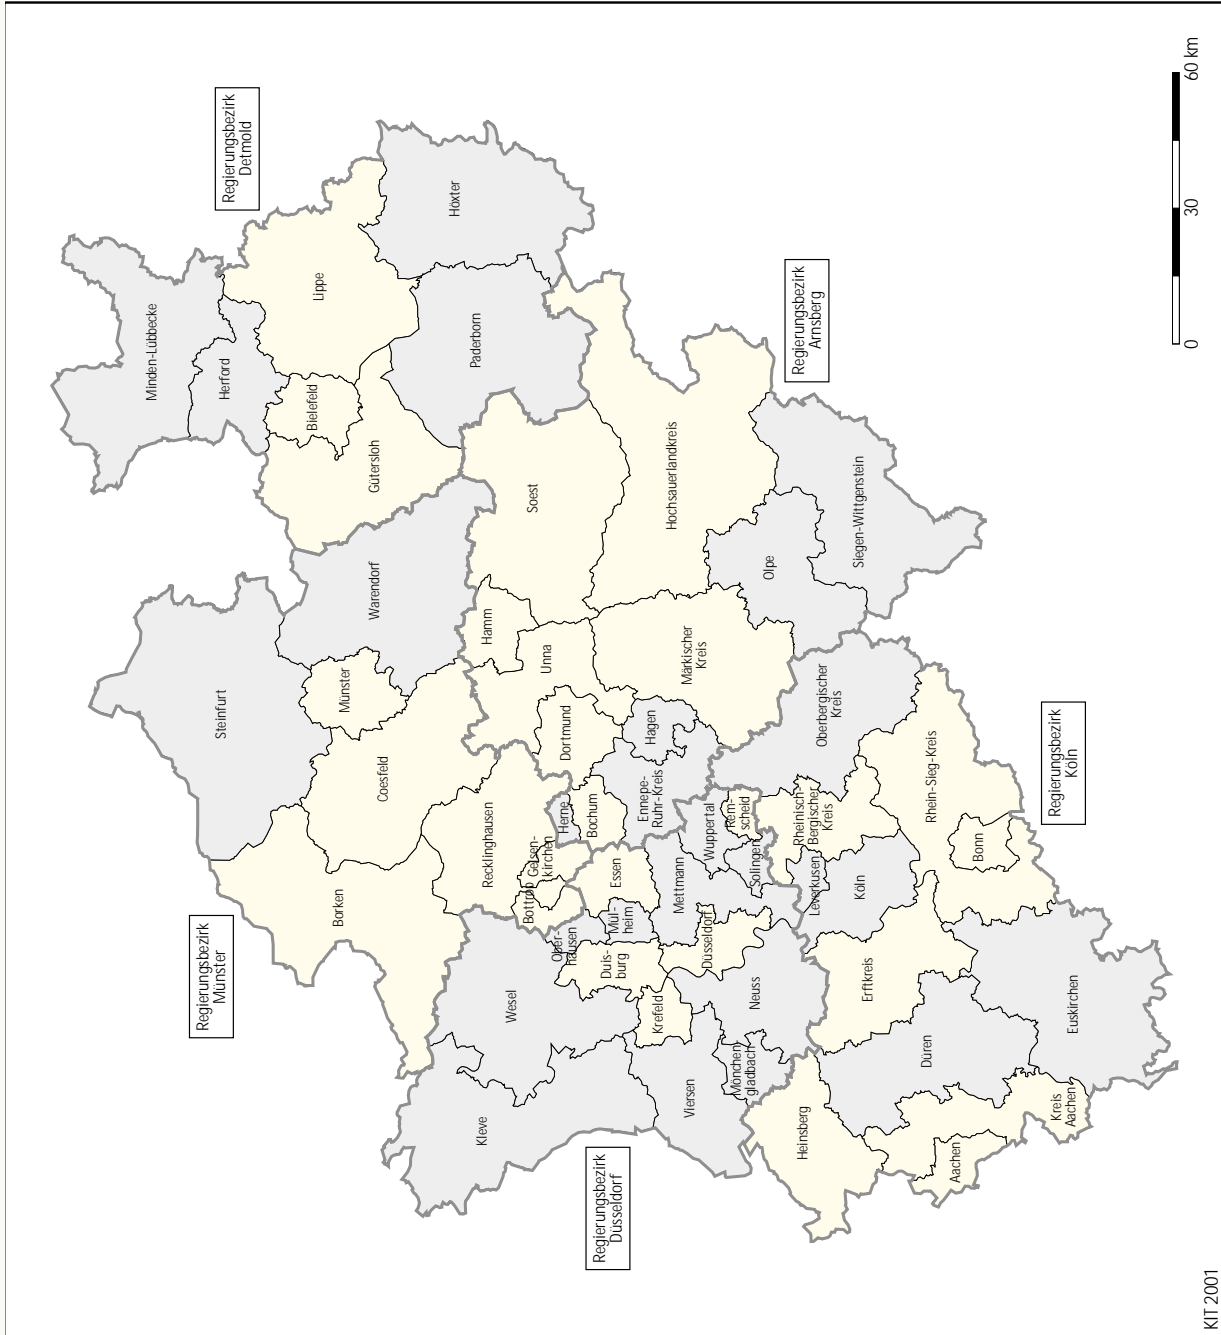 Regierungsbezirk
Detmold
Minden-Lübbecke
Herford
Lippe
Höxter
Bielefeld
Gütersloh
Paderborn
Regierungsbezirk
Münster
Steinfurt
Warendorf
Münster
Coesfeld
Borken
Recklinghausen
Bottrop
Gelsen-
kirchen
Regierungsbezirk
Arnsberg
Soest
Hamm
Unna
Dortmund
Hochsauerlandkreis
Märkischer
Kreis
Olpe
Siegen-Wittgenstein
Hagen
Ennepe-
Ruhr-Kreis
Bochum
Herne
Regierungsbezirk
Düsseldorf
Kleve
Wesel
Ober-
hausen
Duis-
burg
Mül-
heim
Essen
Krefeld
Viersen
Mönchen-
gladbach
Neuss
Düsseldorf
Mettmann
Wuppertal
Rem-
scheid
Solingen
Regierungsbezirk
Köln
Oberbergischer
Kreis
Rheinisch-
Bergischer
Kreis
Leverkusen
Köln
Rhein-Sieg-Kreis
Bonn
Erftkreis
Euskirchen
Düren
Heinsberg
Aachen
Kreis
Aachen
0 30 60 km
KIT 2001